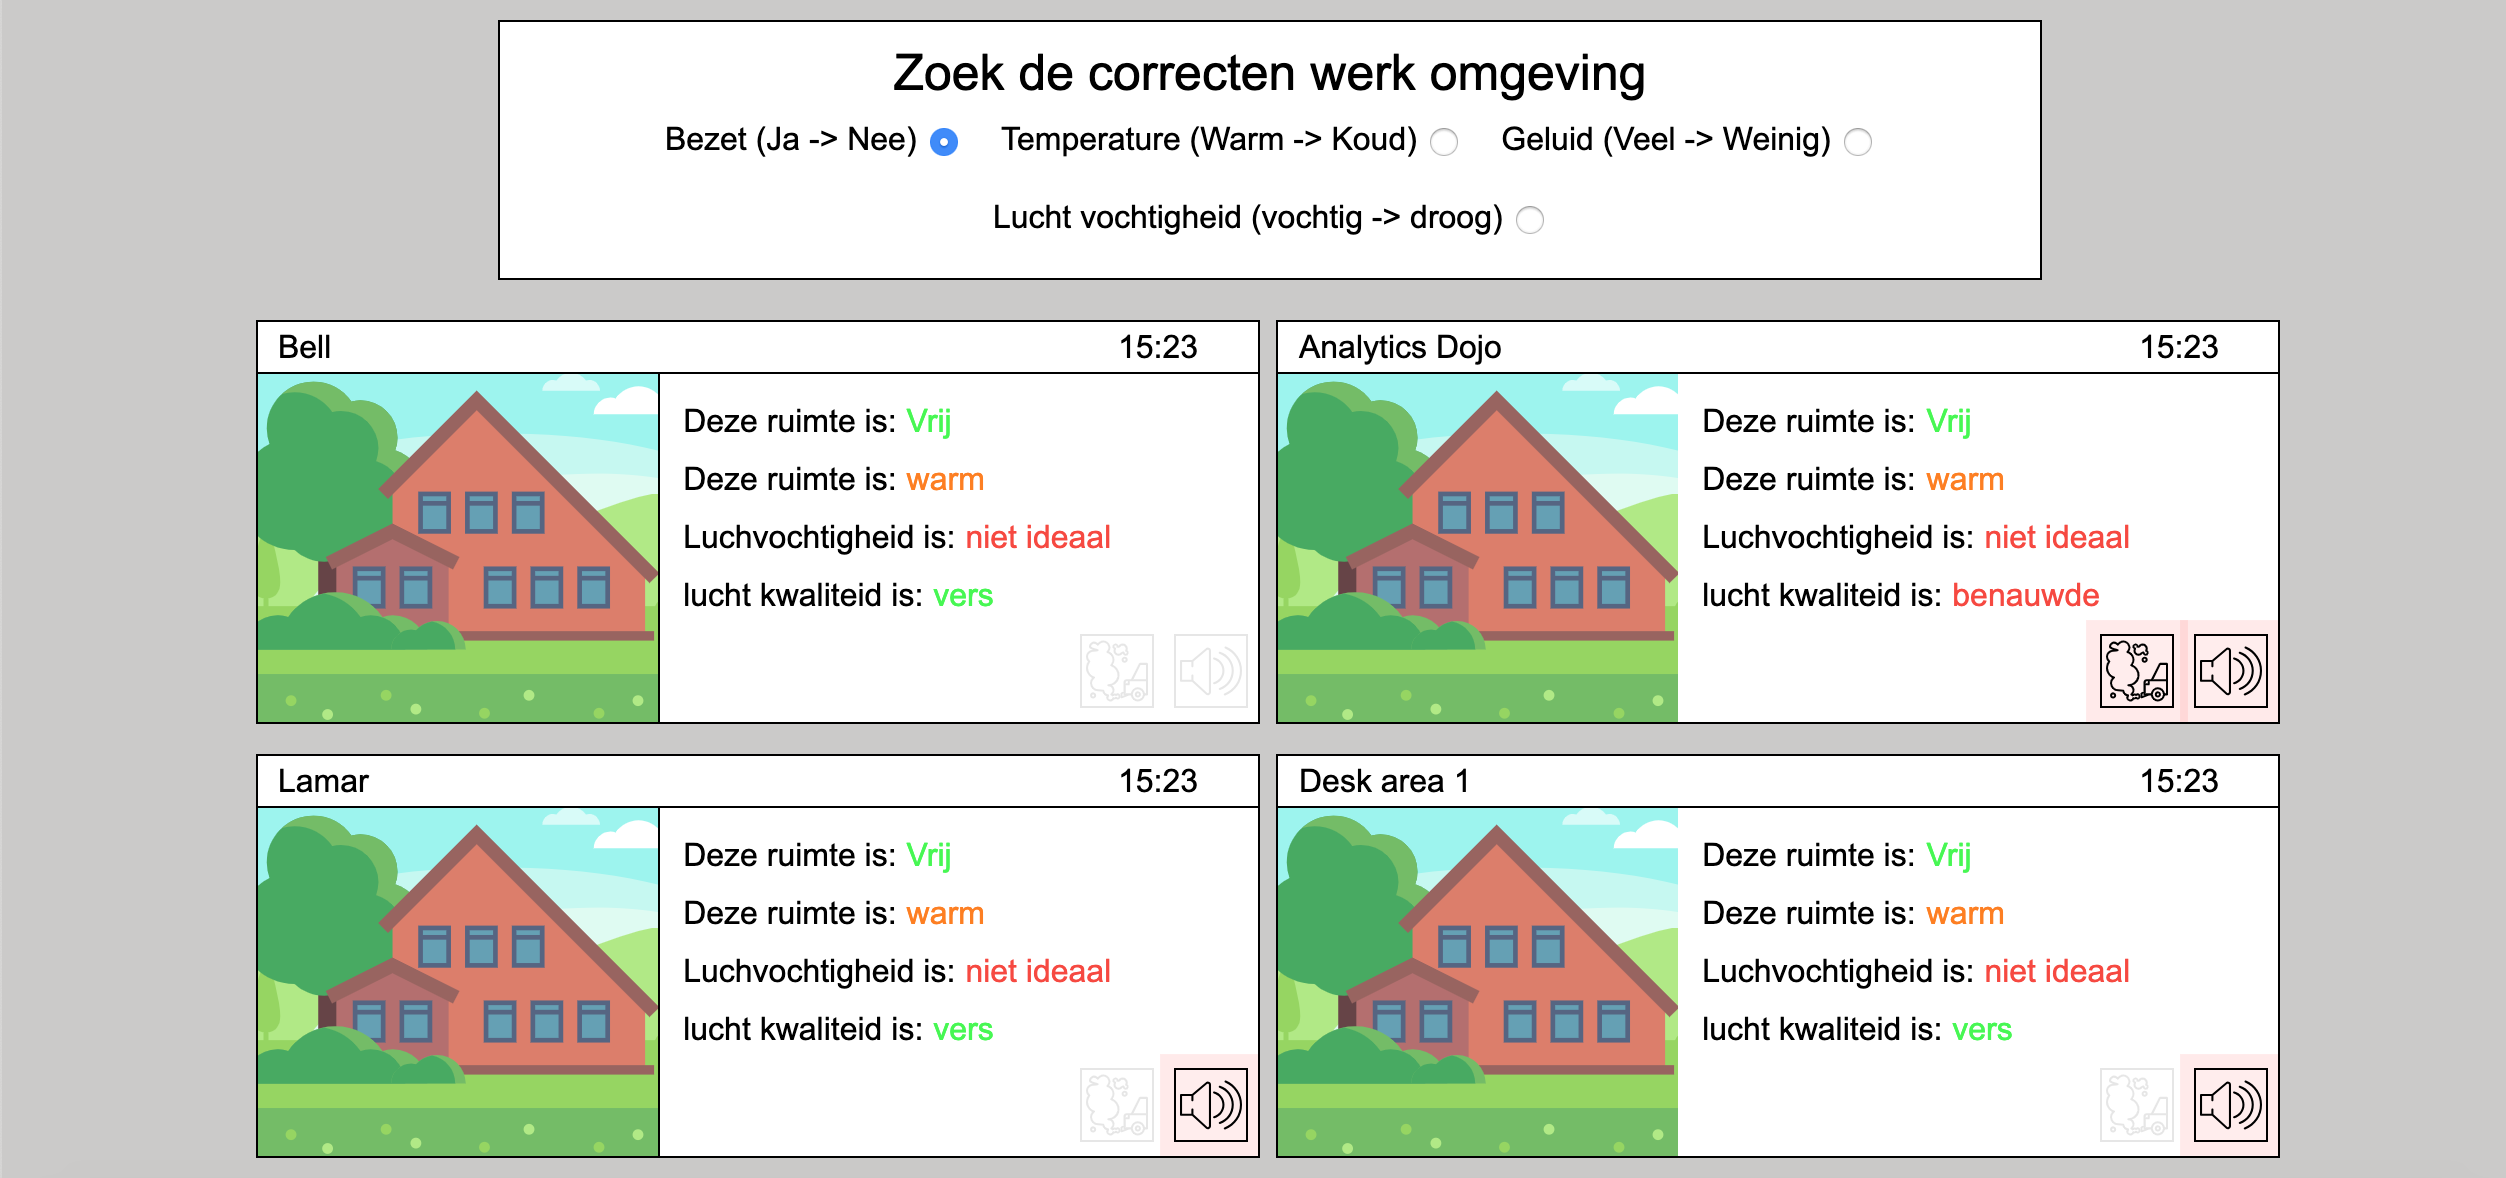 Zoek de correcten werk omgeving
Bezet (Ja -> Nee) Temperature (Warm -> Koud) Geluid (Veel -> Weinig)
Lucht vochtigheid (vochtig -> droog)
Bell 15:23
Deze ruimte is: Vrij
Deze ruimte is: warm
Luchvochtigheid is: niet ideaal
lucht kwaliteid is: vers
Analytics Dojo 15:23
Deze ruimte is: Vrij
Deze ruimte is: warm
Luchvochtigheid is: niet ideaal
lucht kwaliteid is: benauwde
Lamar 15:23
Deze ruimte is: Vrij
Deze ruimte is: warm
Luchvochtigheid is: niet ideaal
lucht kwaliteid is: vers
Desk area 1 15:23
Deze ruimte is: Vrij
Deze ruimte is: warm
Luchvochtigheid is: niet ideaal
lucht kwaliteid is: vers